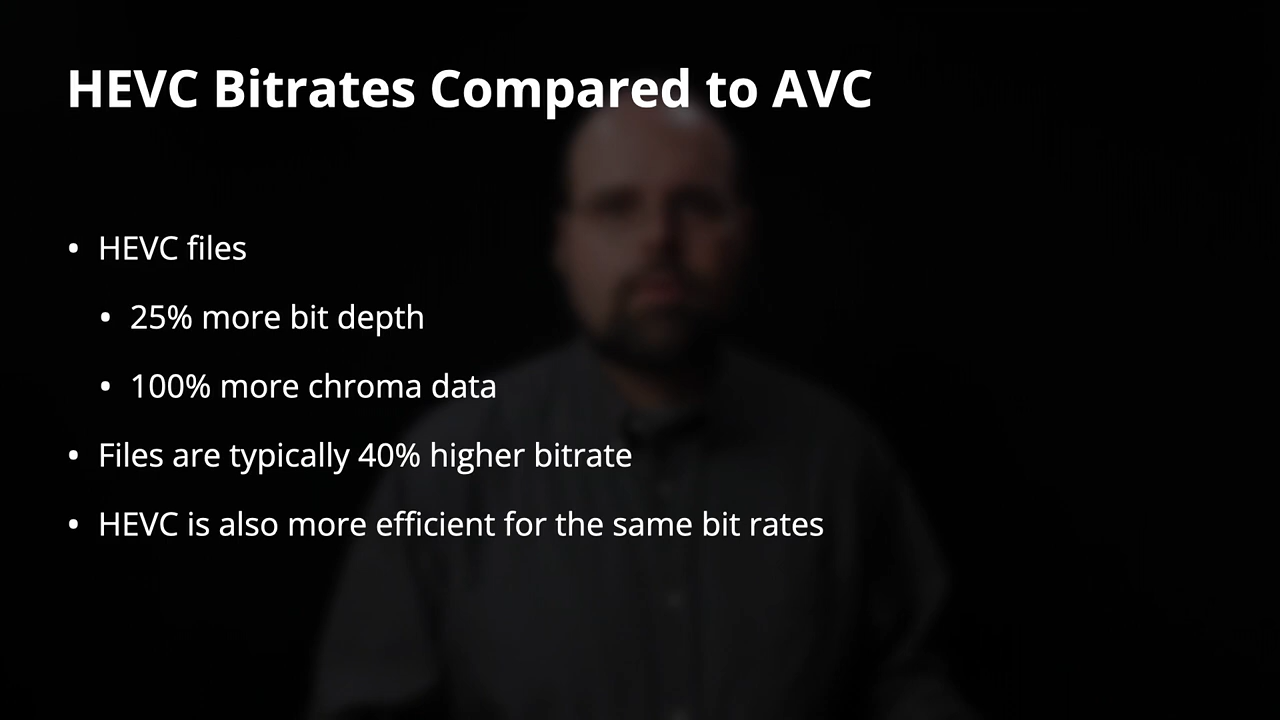 HEVC Bitrates Compared to AVC
• HEVC files
• 25% more bit depth
• 100% more chroma data
• Files are typically 40% higher bitrate
• HEVC is also more efficient for the same bit rates